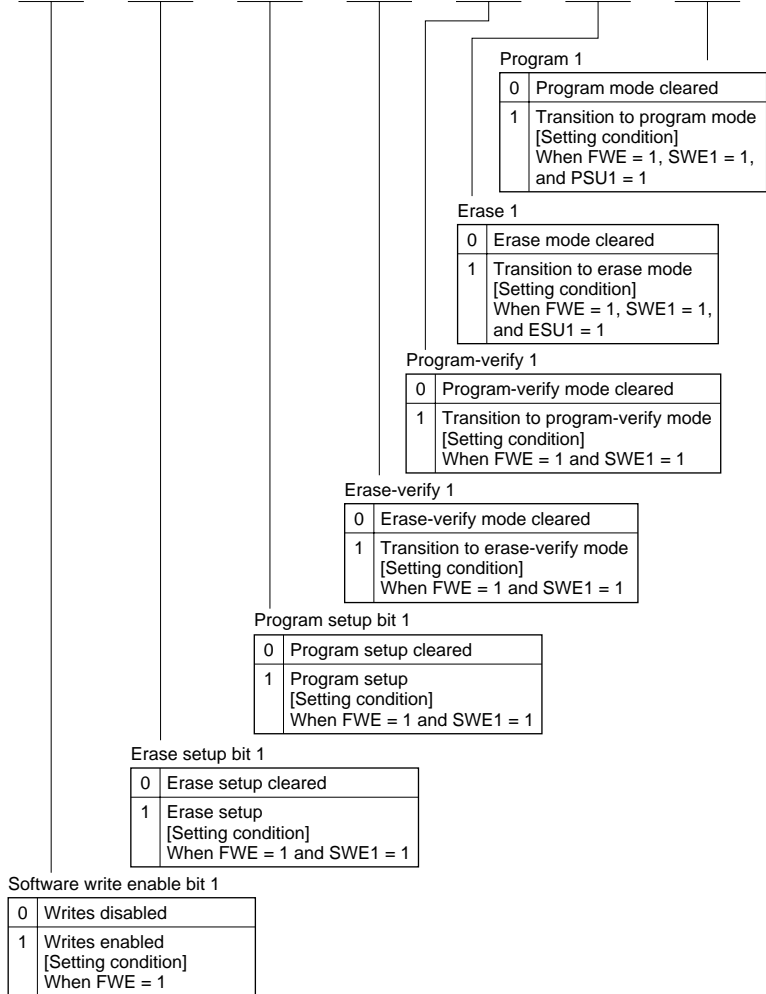 Program 1
0 Program mode cleared
1 Transition to program mode
[Setting condition]
When FWE = 1, SWE1 = 1,
and PSU1 = 1
Erase 1
0 Erase mode cleared
1 Transition to erase mode
[Setting condition]
When FWE = 1, SWE1 = 1,
and ESU1 = 1
Program-verify 1
0 Program-verify mode cleared
1 Transition to program-verify mode
[Setting condition]
When FWE = 1 and SWE1 = 1
Erase-verify 1
0 Erase-verify mode cleared
1 Transition to erase-verify mode
[Setting condition]
When FWE = 1 and SWE1 = 1
Program setup bit 1
0 Program setup cleared
1 Program setup
[Setting condition]
When FWE = 1 and SWE1 = 1
Erase setup bit 1
0 Erase setup cleared
1 Erase setup
[Setting condition]
When FWE = 1 and SWE1 = 1
Software write enable bit 1
0 Writes disabled
1 Writes enabled
[Setting condition]
When FWE = 1